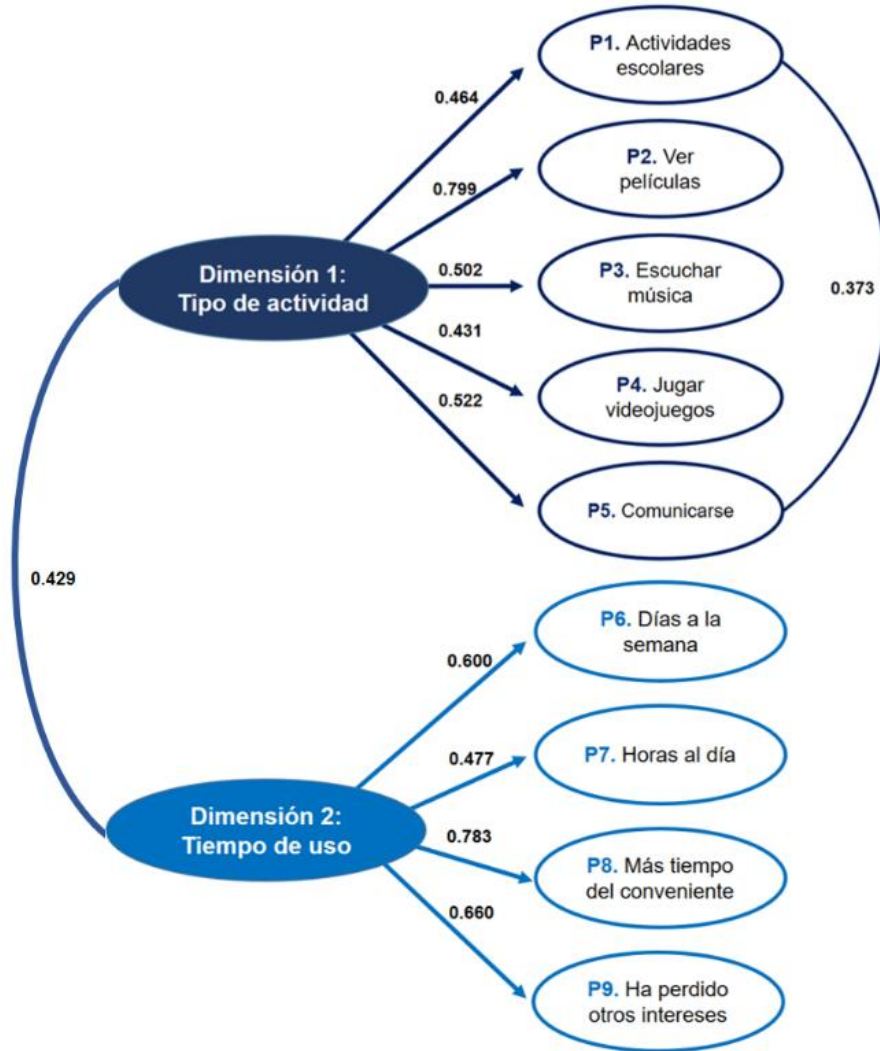 P1. Actividades
escolares
0.464
P2. Ver
películas
0.799
Dimensión 1:
Tipo de actividad
0.502
P3. Escuchar
música
0.373
0.431
P4. Jugar
videojuegos
0.522
P5. Comunicarse
0.429
P6. Días a la
semana
0.600
0.477
P7. Horas al día
Dimensión 2:
Tiempo de uso
0.783
P8. Más tiempo
del conveniente
0.660
P9. Ha perdido
otros intereses